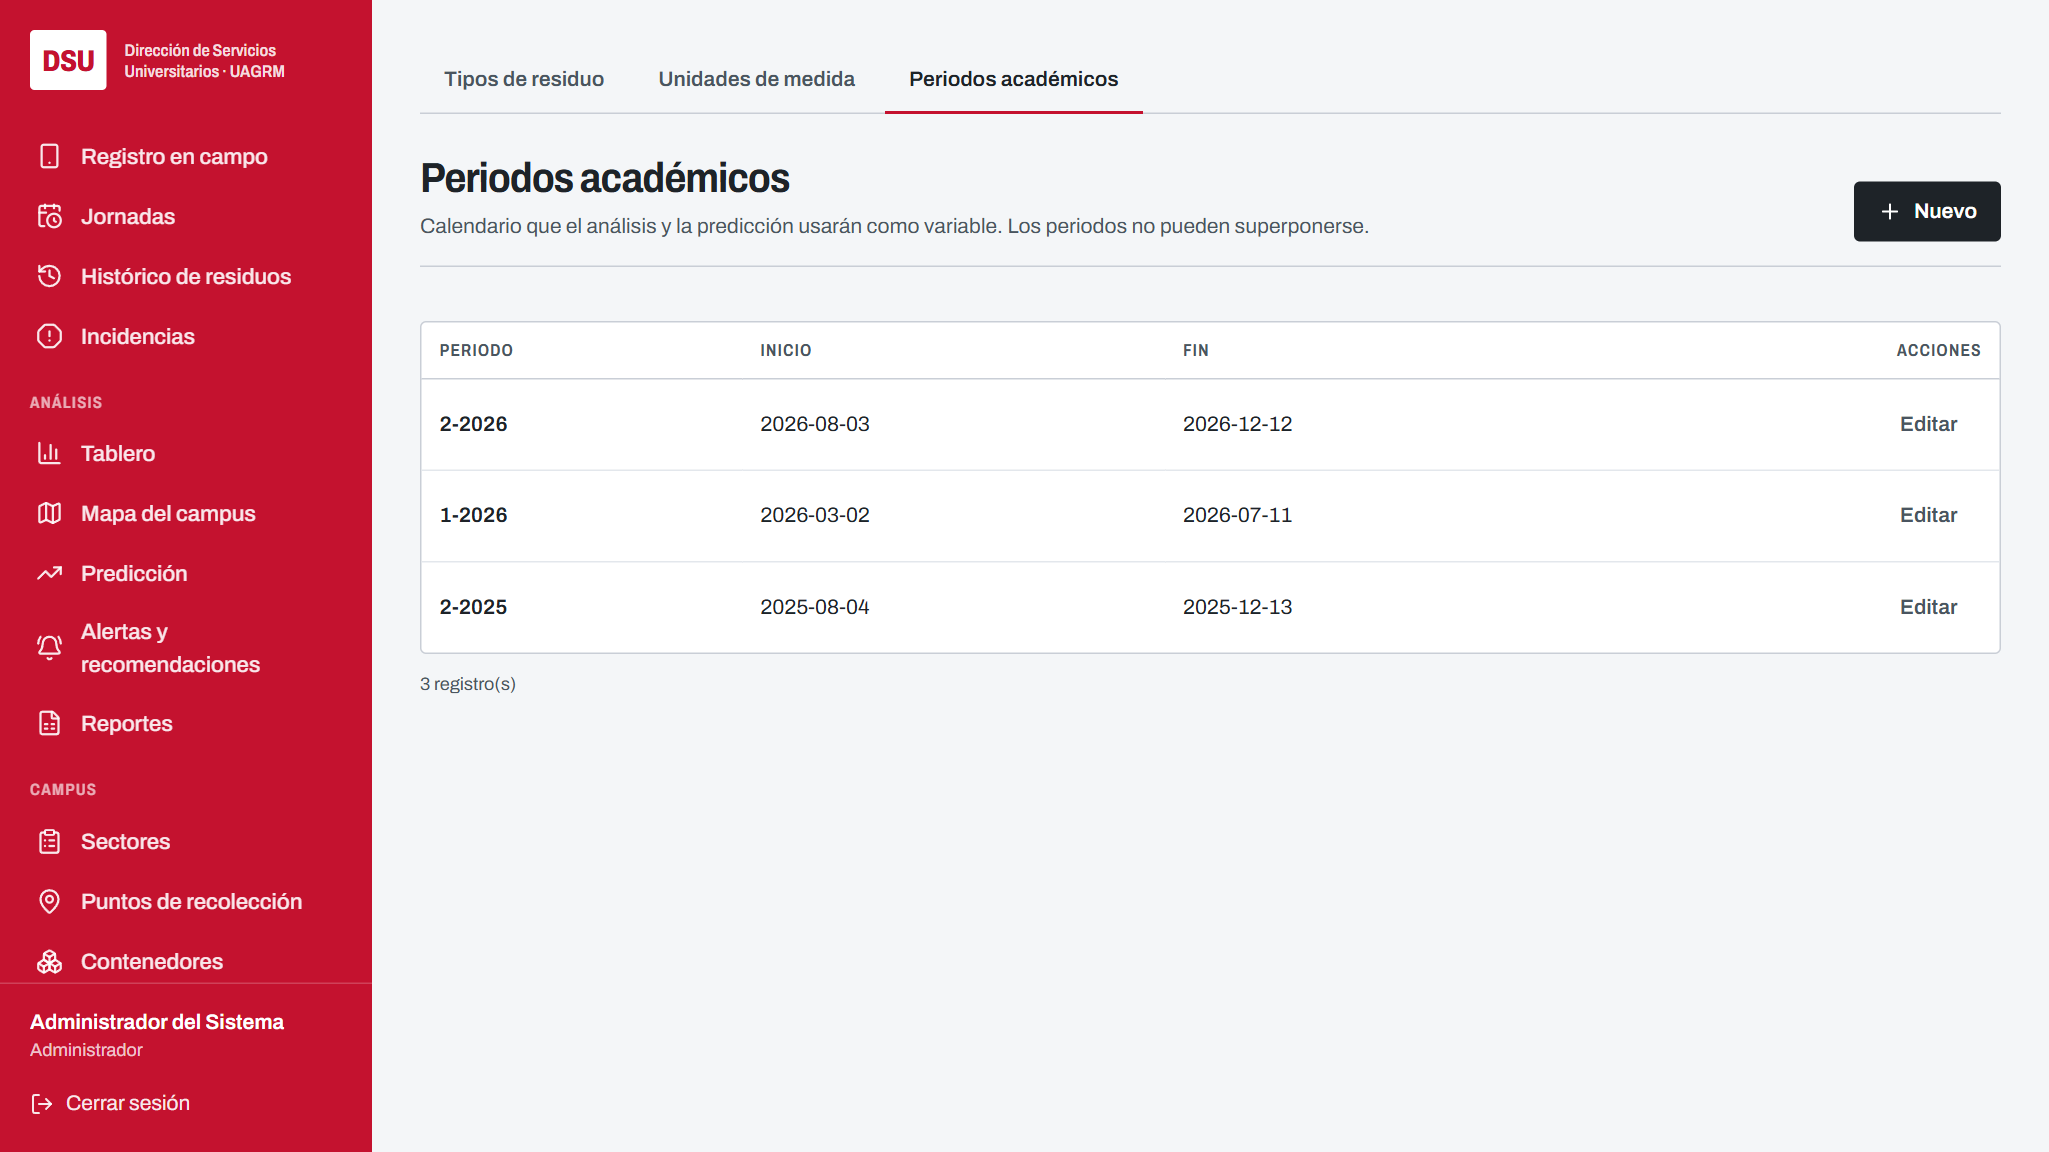 DSU
Dirección de Servicios
Universitarios · UAGRM
Registro en campo
Jornadas
Histórico de residuos
Incidencias
ANÁLISIS
Tablero
Mapa del campus
Predicción
Alertas y
recomendaciones
Reportes
CAMPUS
Sectores
Puntos de recolección
Contenedores
Administrador del Sistema
Administrador
Cerrar sesión
Tipos de residuo
Unidades de medida
Periodos académicos
Periodos académicos
Calendario que el análisis y la predicción usarán como variable. Los periodos no pueden superponerse.
+ Nuevo
PERIODO INICIO FIN ACCIONES
2-2026 2026-08-03 2026-12-12 Editar
1-2026 2026-03-02 2026-07-11 Editar
2-2025 2025-08-04 2025-12-13 Editar
3 registro(s)